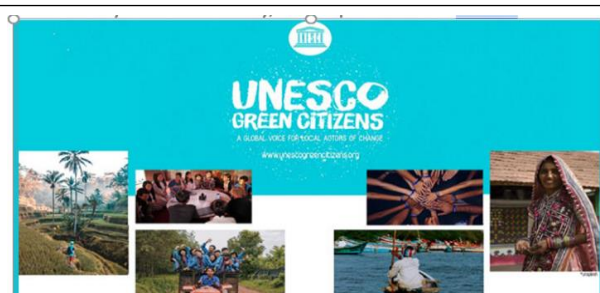 UNESCO
GREEN CITIZENS
A GLOBAL VOICE FOR LOCAL ACTORS OF CHANGE
www.unescogreencitizens.org